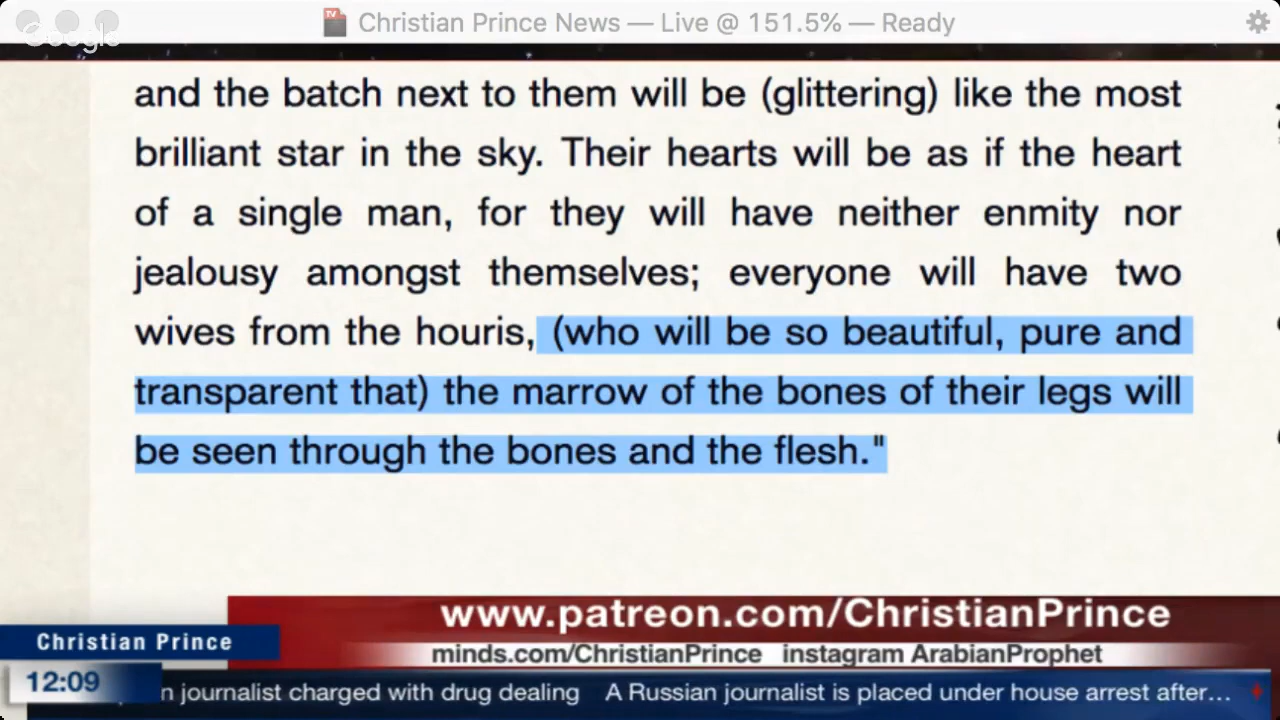 Christian Prince News — Live @ 151.5% — Ready
Google
and the batch next to them will be (glittering) like the most
brilliant star in the sky. Their hearts will be as if the heart
of a single man, for they will have neither enmity nor
jealousy amongst themselves; everyone will have two
wives from the houris, (who will be so beautiful, pure and
transparent that) the marrow of the bones of their legs will
be seen through the bones and the flesh."
www.patreon.com/ChristianPrince
Christian Prince
minds.com/ChristianPrince instagram ArabianProphet
12:09
n journalist charged with drug dealing A Russian journalist is placed under house arrest after...